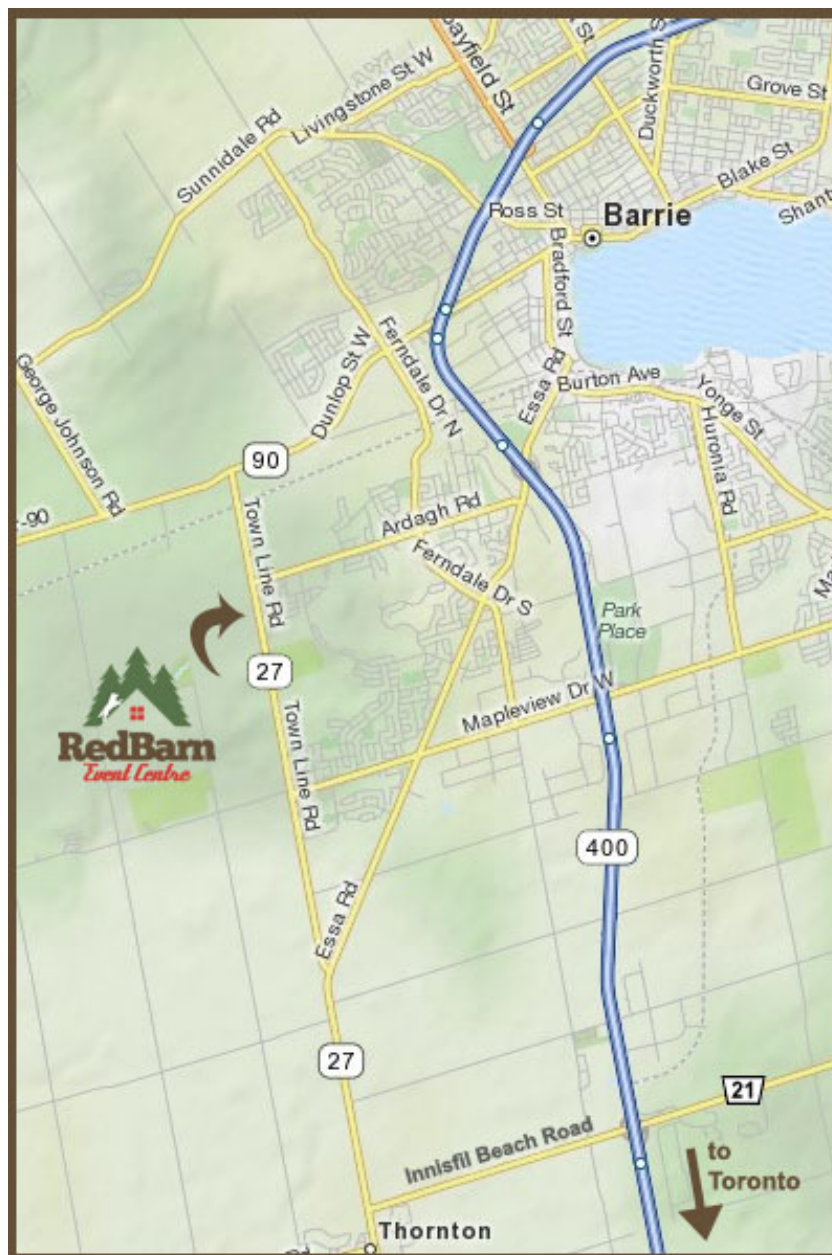 Bayfield St
St
Livingstone St W
Duckworth S
Grove St
Sunnidale Rd
Blake St
Ross St
Barrie
Shant
Bradford St
Ferndale Dr N
Dunlop St W
Essa Rd
Burton Ave
Yonge St
George Johnson Rd
Huronia Rd
90
-90
Town Line Rd
Ardagh Rd
Ferndale Dr S
Park
Place
Ma
27
RedBarn
Event Centre
Mapleview Dr W
Town Line Rd
400
Essa Rd
27
21
Innisfil Beach Road
to
Toronto
Thornton